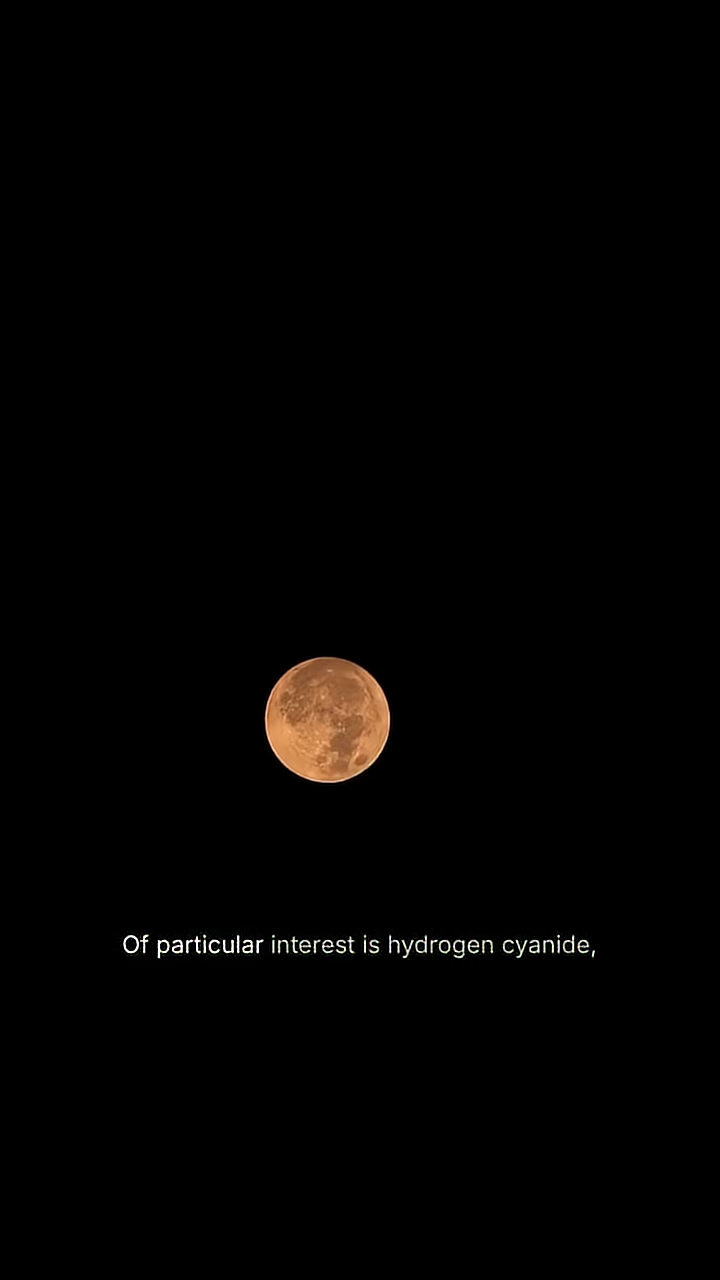 Of particular interest is hydrogen cyanide,